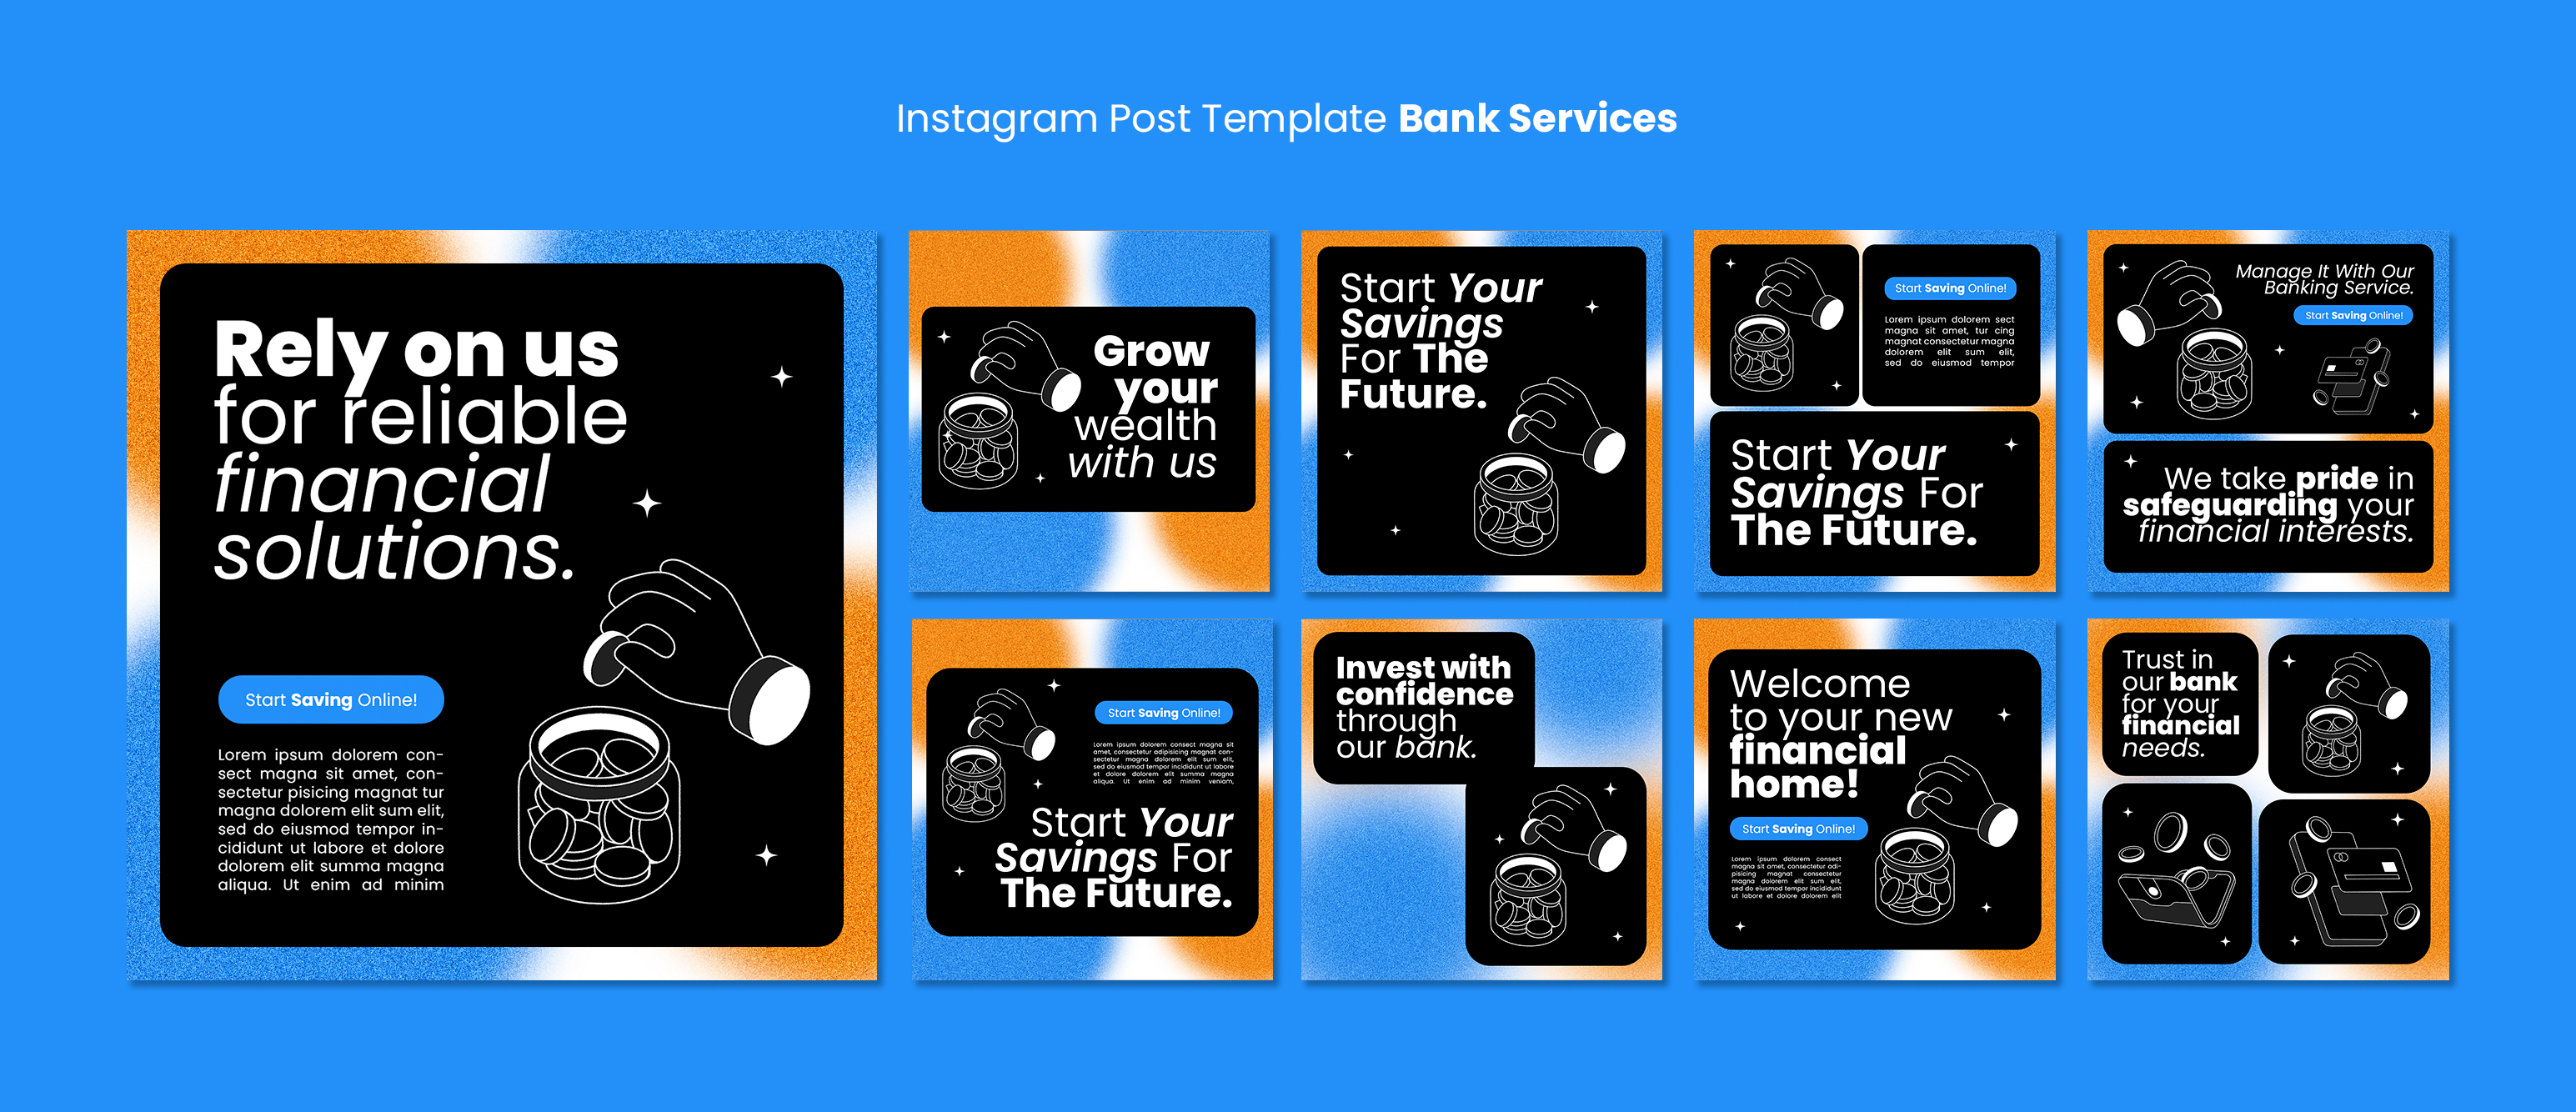 Instagram Post Template Bank Services
Rely on us
for reliable
financial
solutions.
Start Saving Online!
Lorem ipsum dolorem con-
sect magna sit amet, con-
sectetur pisicing magnat tur
magna dolorem elit sum elit,
sed do eiusmod tempor in-
cididunt ut labore et dolore
dolorem elit summa magna
aliqua. Ut enim ad minim
Grow
your
wealth
with us
Start Your
Savings
For The
Future.
Start Saving Online!
Lorem ipsum dolorem sect
magna sit amet, tur cing
magnat consectetur magna
dolorem elit sum elit,
sed do eiusmod tempor
Start Your
Savings For
The Future.
Manage It With Our
Banking Service.
Start Saving Online!
We take pride in
safeguarding your
financial interests.
Start Saving Online!
Lorem ipsum dolorem consect magna sit
amet, consectetur adipisicing magnat con-
sectetur magna dolorem elit sum elit,
sed do eiusmod tempor incididunt ut labore
et dolore dolorem elit summa magna
aliqua. Ut enim ad minim veniam,
Start Your
Savings For
The Future.
Invest with
confidence
through
our bank.
Welcome
to your new
financial
home!
Start Saving Online!
Lorem ipsum dolorem consect
magna sit amet, consectetur adi-
pisicing magnat consectetur
magna dolorem elit sum elit,
sed do eiusmod tempor incididunt
ut labore et dolore dolorem elit
Trust in
our bank
for your
financial
needs.